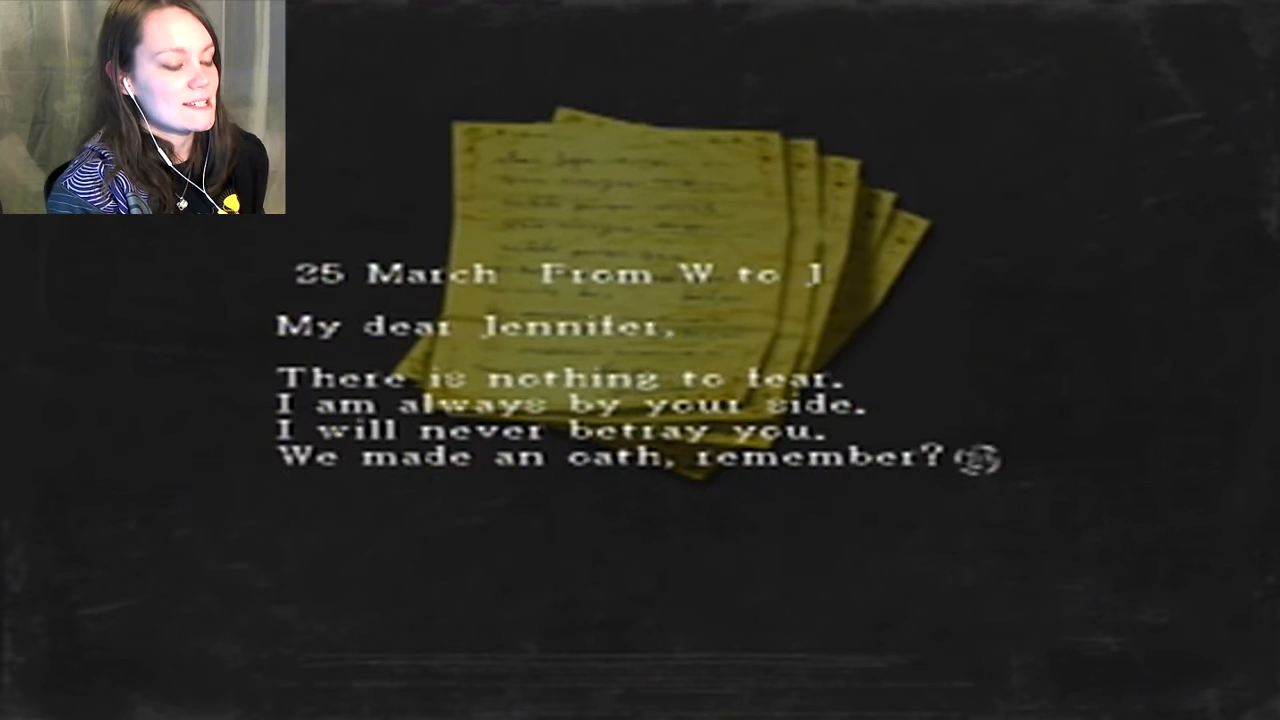 25 March From W to J
My dear Jennifer,
There is nothing to fear.
I am always by your side.
I will never betray you.
We made an oath, remember?